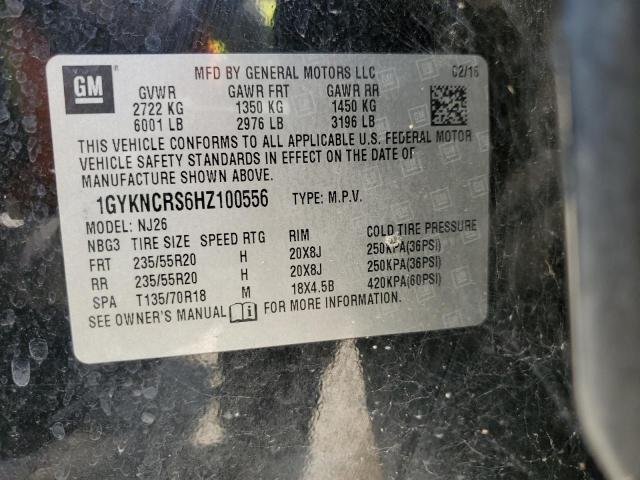 GM
MFD BY GENERAL MOTORS LLC 02/16
GVWR GAWR FRT GAWR RR
2722 KG 1350 KG 1450 KG
6001 LB 2976 LB 3196 LB
THIS VEHICLE CONFORMS TO ALL APPLICABLE U.S. FEDERAL MOTOR
VEHICLE SAFETY STANDARDS IN EFFECT ON THE DATE OF
MANUFACTURE SHOWN ABOVE.
1GYKNCRS6HZ100556 TYPE: M.P.V.
MODEL: NJ26
NBG3 TIRE SIZE SPEED RTG RIM COLD TIRE PRESSURE
FRT 235/55R20 H 20X8J 250KPA(36PSI)
RR 235/55R20 H 20X8J 250KPA(36PSI)
SPA T135/70R18 M 18X4.5B 420KPA(60PSI)
SEE OWNER'S MANUAL FOR MORE INFORMATION.